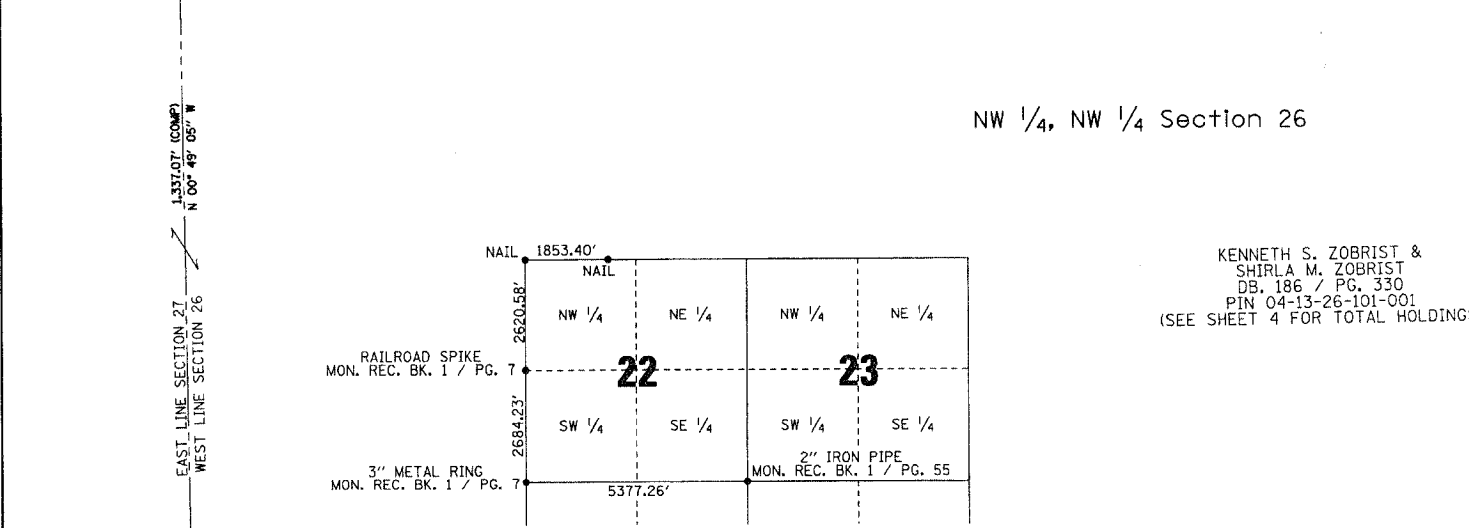 NW 1/4, NW 1/4 Section 26
1,337.07' (COMP)
N 00° 49' 05" W
EAST LINE SECTION 27
WEST LINE SECTION 26
NAIL 1853.40'
NAIL
2620.58'
NW 1/4 NE 1/4 NW 1/4 NE 1/4
RAILROAD SPIKE
MON. REC. BK. 1 / PG. 7
22 23
2684.23'
SW 1/4 SE 1/4 SW 1/4 SE 1/4
3" METAL RING
MON. REC. BK. 1 / PG. 7
2" IRON PIPE
MON. REC. BK. 1 / PG. 55
5377.26'
KENNETH S. ZOBRIST &
SHIRLA M. ZOBRIST
DB. 186 / PG. 330
PIN 04-13-26-101-001
(SEE SHEET 4 FOR TOTAL HOLDING